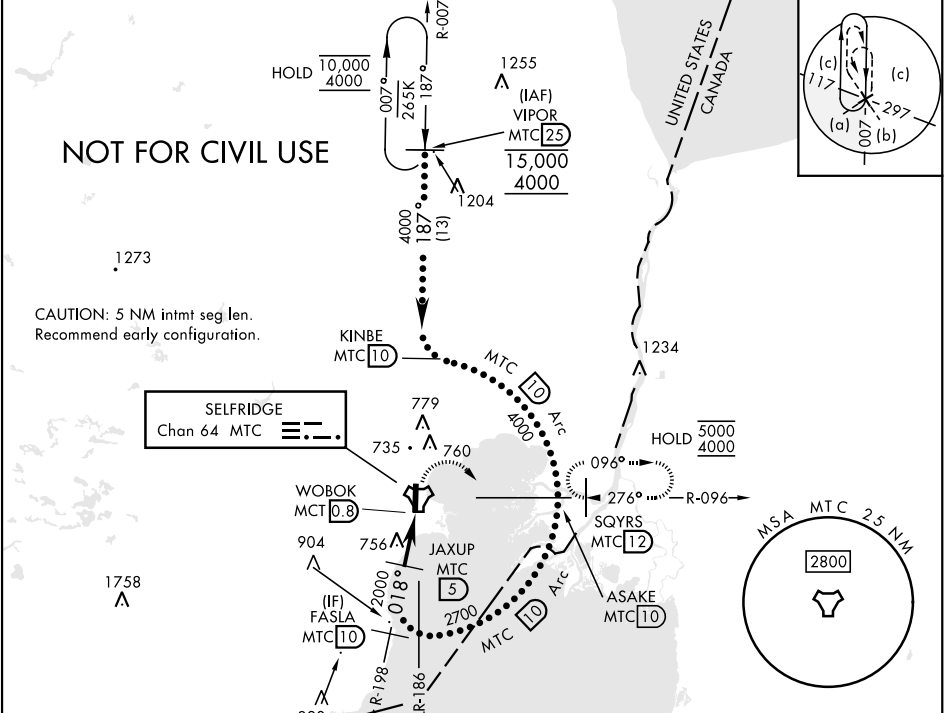 R-007
HOLD 10,000
4000
007°
265K
187°
1255
(IAF)
VIPOR
MTC 25
15,000
4000
1204
UNITED STATES
CANADA
(c)
(c)
117
297
(a)
(b)
007
NOT FOR CIVIL USE
4000
187°
(13)
1273
CAUTION: 5 NM intmt seg len.
Recommend early configuration.
KINBE
MTC 10
MTC 10 Arc
4000
1234
SELFRIDGE
Chan 64 MTC
779
735
760
HOLD 5000
4000
096°
276°
R-096
WOBOK
MCT 0.8
SQYRS
MTC 12
MSA MTC 25 NM
2800
904
756
JAXUP
MTC
5
1758
2000
018°
(IF)
FASLA
MTC 10
2700
MTC 10 Arc
ASAKE
MTC 10
R-198
R-186